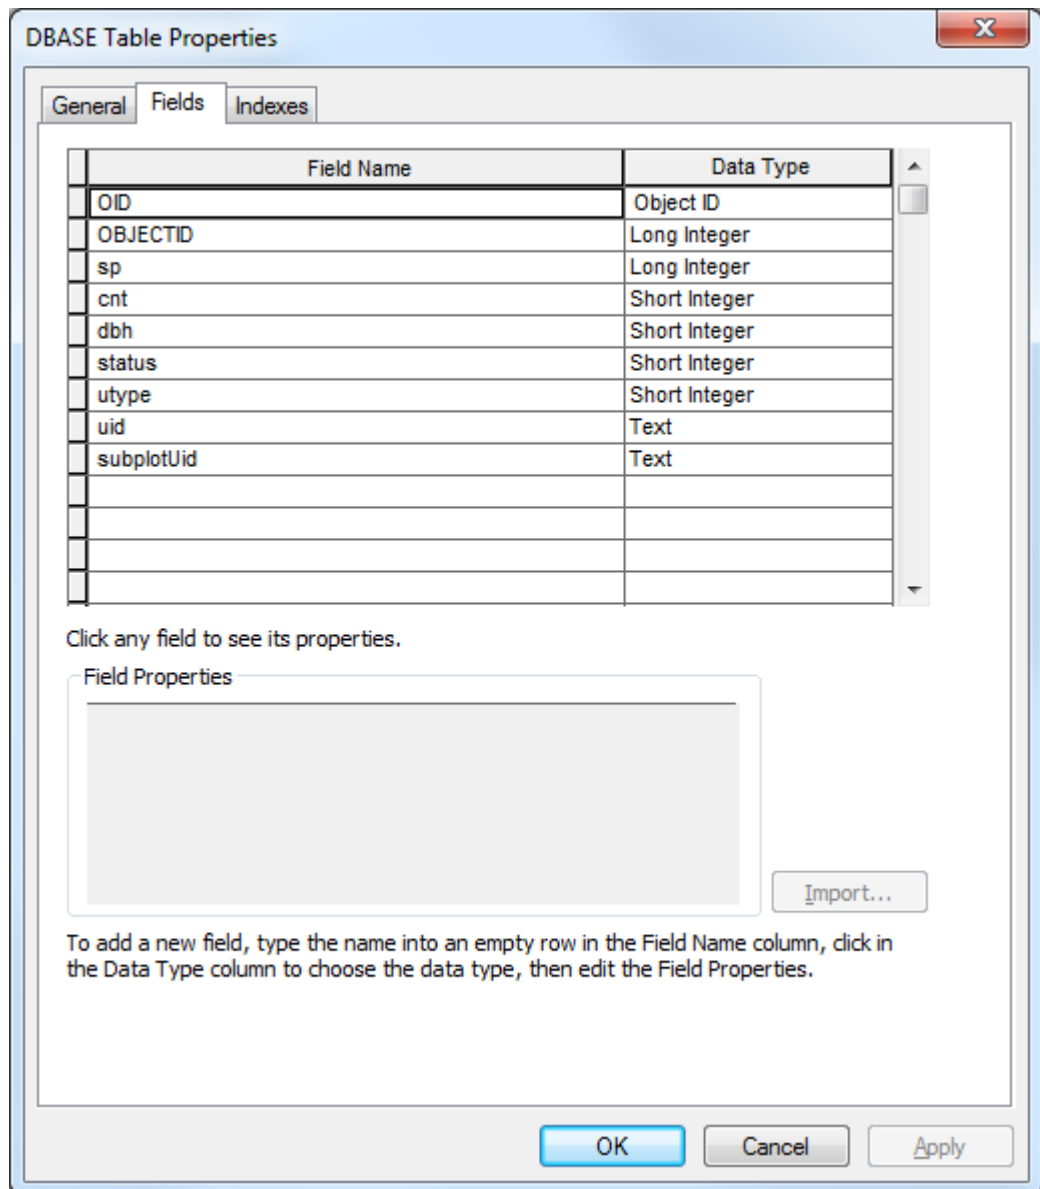 DBASE Table Properties
General Fields Indexes
Field Name Data Type
OID Object ID
OBJECTID Long Integer
sp Long Integer
cnt Short Integer
dbh Short Integer
status Short Integer
utype Short Integer
uid Text
subplotUid Text
Click any field to see its properties.
Field Properties
Import...
To add a new field, type the name into an empty row in the Field Name column, click in
the Data Type column to choose the data type, then edit the Field Properties.
OK Cancel Apply